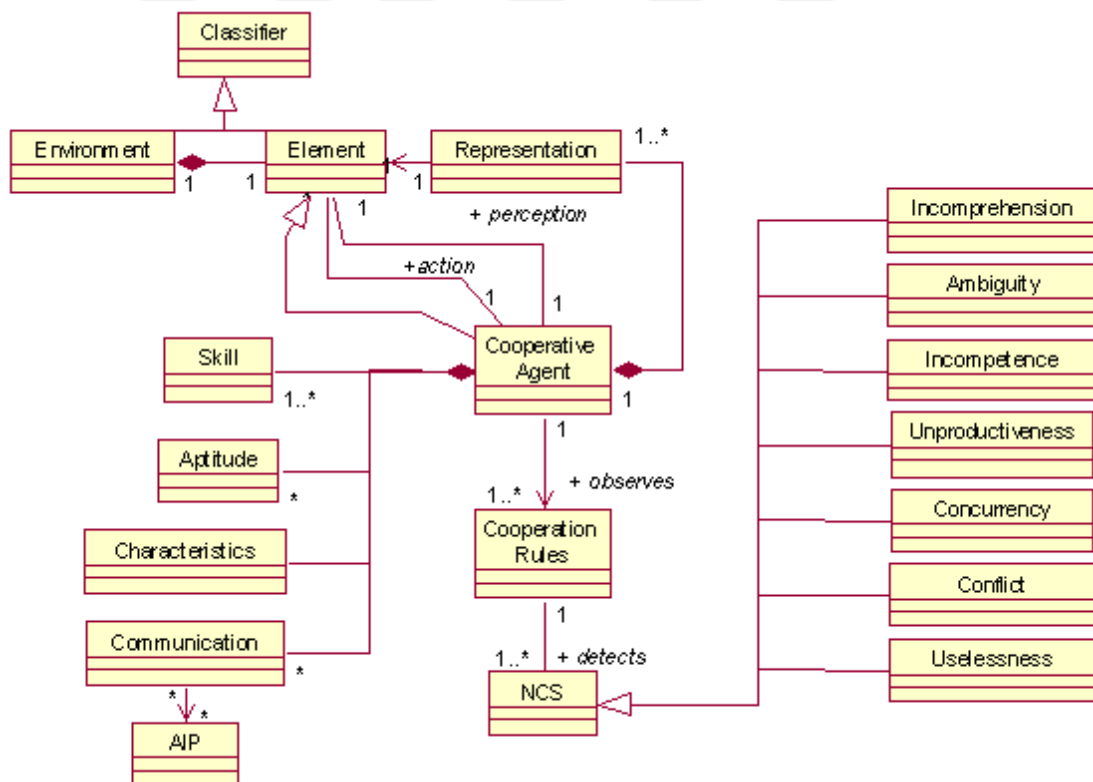 Classifier
Environment
Element
Representation
1..*
1
1
1
1
*
1
+ perception
Incomprehension
+action
Ambiguity
1
1
Skill
Cooperative
Agent
Incompetence
1..*
1
1
Unproductiveness
Aptitude
*
+ observes
1..*
Concurrency
Cooperation
Rules
Characteristics
Conflict
1
Communication
*
1..*
+ detects
Uselessness
NCS
*
*
AIP